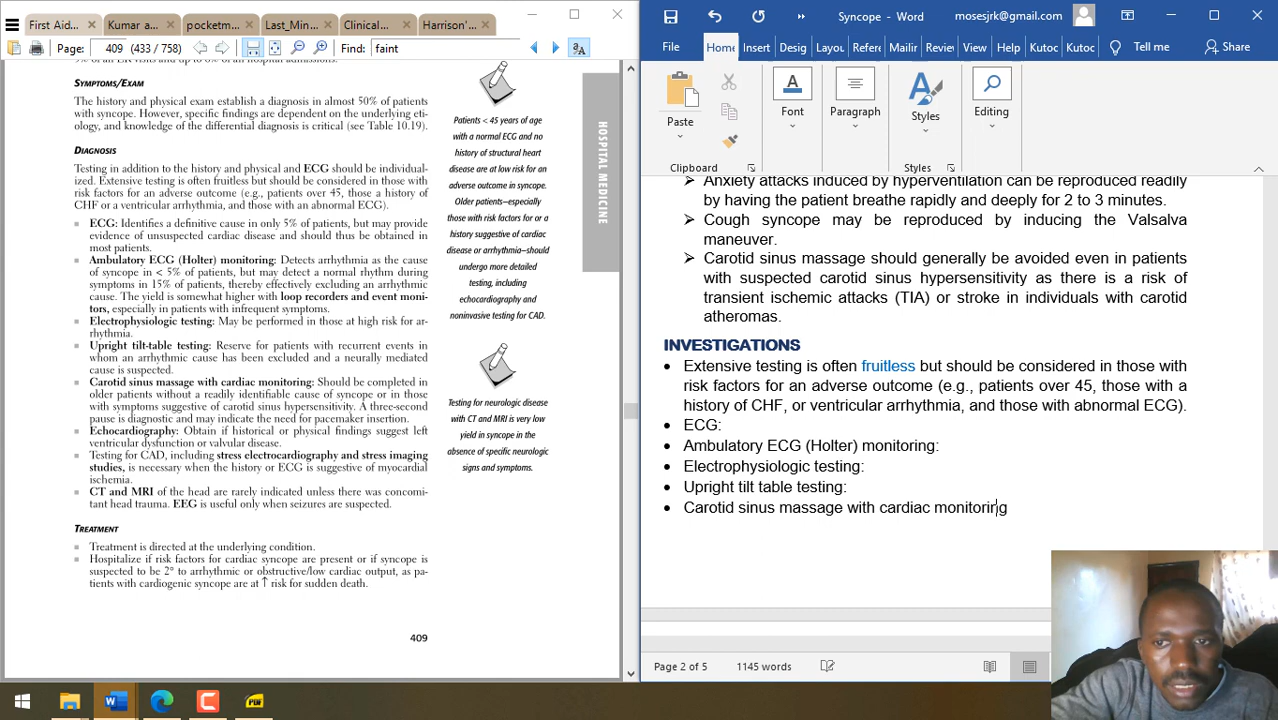 First Aid...
Kumar a...
pocketm...
Last_Min...
Clinical...
Harrison'...
Page: 409 (433 / 758)
Find: faint
SYMPTOMS/EXAM
The history and physical exam establish a diagnosis in almost 50% of patients
with syncope. However, specific findings are dependent on the underlying eti-
ology, and knowledge of the differential diagnosis is critical (see Table 10.19).
DIAGNOSIS
Testing in addition to the history and physical and ECG should be individual-
ized. Extensive testing is often fruitless but should be considered in those with
risk factors for an adverse outcome (e.g., patients over 45, those a history of
CHF or a ventricular arrhythmia, and those with an abnormal ECG).
ECG: Identifies a definitive cause in only 5% of patients, but may provide
evidence of unsuspected cardiac disease and should thus be obtained in
most patients.
Ambulatory ECG (Holter) monitoring: Detects arrhythmia as the cause
of syncope in < 5% of patients, but may detect a normal rhythm during
symptoms in 15% of patients, thereby effectively excluding an arrhythmic
cause. The yield is somewhat higher with loop recorders and event moni-
tors, especially in patients with infrequent symptoms.
Electrophysiologic testing: May be performed in those at high risk for ar-
rhythmia.
Upright tilt-table testing: Reserve for patients with recurrent events in
whom an arrhythmic cause has been excluded and a neurally mediated
cause is suspected.
Carotid sinus massage with cardiac monitoring: Should be completed in
older patients without a readily identifiable cause of syncope or in those
with symptoms suggestive of carotid sinus hypersensitivity. A three-second
pause is diagnostic and may indicate the need for pacemaker insertion.
Echocardiography: Obtain if historical or physical findings suggest left
ventricular dysfunction or valvular disease.
Testing for CAD, including stress electrocardiography and stress imaging
studies, is necessary when the history or ECG is suggestive of myocardial
ischemia.
CT and MRI of the head are rarely indicated unless there was concomi-
tant head trauma. EEG is useful only when seizures are suspected.
TREATMENT
Treatment is directed at the underlying condition.
Hospitalize if risk factors for cardiac syncope are present or if syncope is
suspected to be 2° to arrhythmic or obstructive/low cardiac output, as pa-
tients with cardiogenic syncope are at ↑ risk for sudden death.
409
Patients < 45 years of age
with a normal ECG and no
history of structural heart
disease are at low risk for an
adverse outcome in syncope.
Older patients—especially
those with risk factors for or a
history suggestive of cardiac
disease or arrhythmia—should
undergo more detailed
testing, including
echocardiography and
noninvasive testing for CAD.
Testing for neurologic disease
with CT and MRI is very low
yield in syncope in the
absence of specific neurologic
signs and symptoms.
HOSPITAL MEDICINE
Syncope - Word
mosesjrk@gmail.com
File Home Insert Desig Layou Refere Mailin Review View Help Kutoc Kutoc Tell me Share
Paste
Font
Paragraph
Styles
Editing
Clipboard
Styles
Anxiety attacks induced by hyperventilation can be reproduced readily
by having the patient breathe rapidly and deeply for 2 to 3 minutes.
Cough syncope may be reproduced by inducing the Valsalva
maneuver.
Carotid sinus massage should generally be avoided even in patients
with suspected carotid sinus hypersensitivity as there is a risk of
transient ischemic attacks (TIA) or stroke in individuals with carotid
atheromas.
INVESTIGATIONS
Extensive testing is often fruitless but should be considered in those with
risk factors for an adverse outcome (e.g., patients over 45, those with a
history of CHF, or ventricular arrhythmia, and those with abnormal ECG).
ECG:
Ambulatory ECG (Holter) monitoring:
Electrophysiologic testing:
Upright tilt table testing:
Carotid sinus massage with cardiac monitoring
Page 2 of 5
1145 words